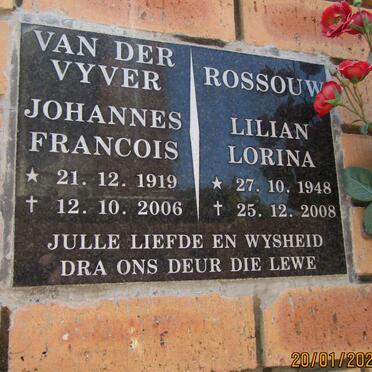 VAN DER
VYVER
JOHANNES
FRANCOIS
★ 21. 12. 1919
† 12. 10. 2006
ROSSOUW
LILIAN
LORINA
★ 27. 10. 1948
† 25. 12. 2008
JULLE LIEFDE EN WYSHEID
DRA ONS DEUR DIE LEWE
20/01/202